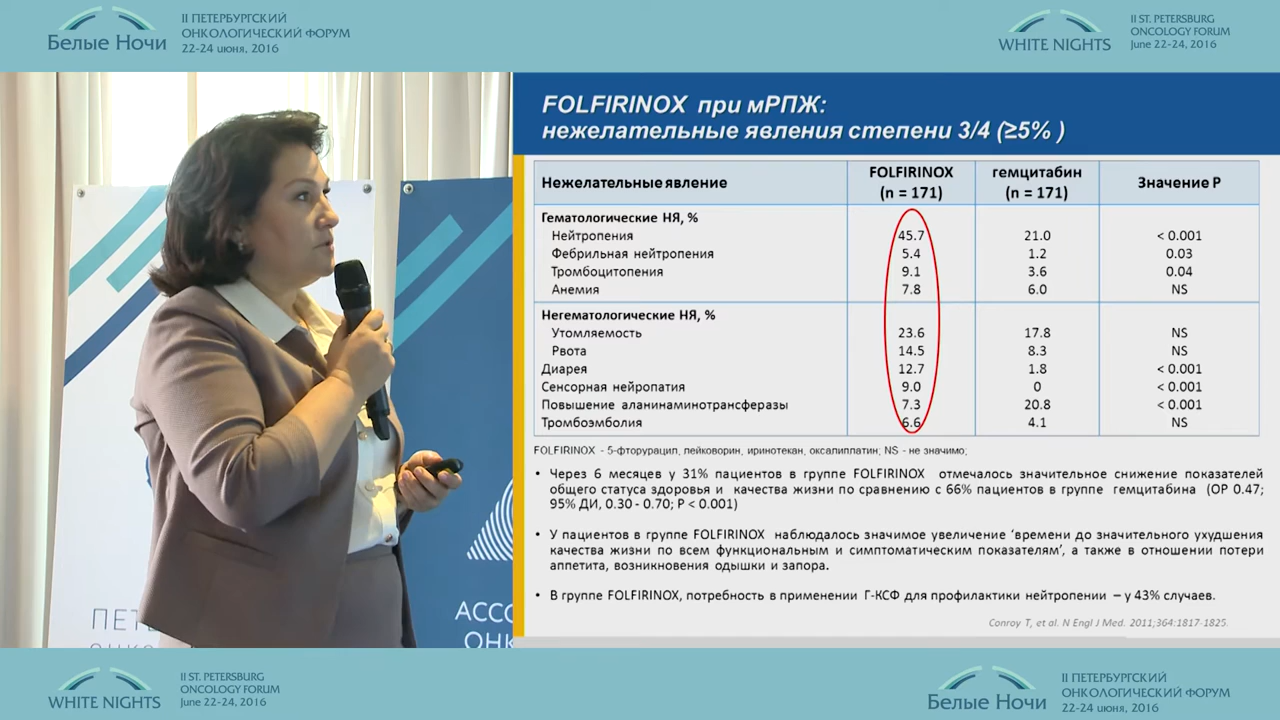 Белые Ночи
II ПЕТЕРБУРГСКИЙ
ОНКОЛОГИЧЕСКИЙ ФОРУМ
22-24 июня, 2016
WHITE NIGHTS
II ST. PETERSBURG
ONCOLOGY FORUM
June 22-24, 2016
FOLFIRINOX при мРПЖ:
нежелательные явления степени 3/4 (≥5% )
Нежелательные явление FOLFIRINOX (n = 171) гемцитабин (n = 171) Значение P
Гематологические НЯ, %
Нейтропения 45.7 21.0 < 0.001
Фебрильная нейтропения 5.4 1.2 0.03
Тромбоцитопения 9.1 3.6 0.04
Анемия 7.8 6.0 NS
Негематологические НЯ, %
Утомляемость 23.6 17.8 NS
Рвота 14.5 8.3 NS
Диарея 12.7 1.8 < 0.001
Сенсорная нейропатия 9.0 0 < 0.001
Повышение аланинаминотрансферазы 7.3 20.8 < 0.001
Тромбоэмболия 6.6 4.1 NS
FOLFIRINOX - 5-фторурацил, лейковорин, иринотекан, оксалиплатин, NS - не значимо;
• Через 6 месяцев у 31% пациентов в группе FOLFIRINOX отмечалось значительное снижение показателей
общего статуса здоровья и качества жизни по сравнению с 66% пациентов в группе гемцитабина (ОР 0.47;
95% ДИ, 0.30 - 0.70; P < 0.001)
• У пациентов в группе FOLFIRINOX наблюдалось значимое увеличение ‘времени до значительного ухудшения
качества жизни по всем функциональным и симптоматическим показателям’, а также в отношении потери
аппетита, возникновения одышки и запора.
• В группе FOLFIRINOX, потребность в применении Г-КСФ для профилактики нейтропении – у 43% случаев.
Conroy T, et al. N Engl J Med. 2011;364:1817-1825.
ПЕТ
АССО
ОНК
WHITE NIGHTS
II ST. PETERSBURG
ONCOLOGY FORUM
June 22-24, 2016
Белые Ночи
II ПЕТЕРБУРГСКИЙ
ОНКОЛОГИЧЕСКИЙ ФОРУМ
22-24 июня, 2016